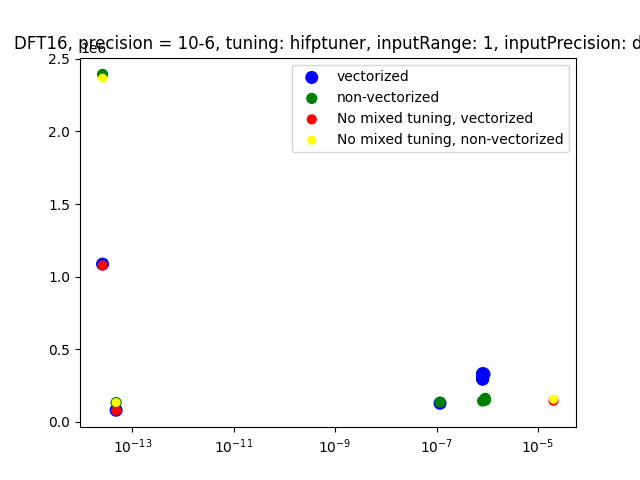 DFT16, precision = 10-6, tuning: hifptuner, inputRange: 1, inputPrecision: d
1e6
2.5
2.0
1.5
1.0
0.5
0.0
vectorized
non-vectorized
No mixed tuning, vectorized
No mixed tuning, non-vectorized
10⁻¹³ 10⁻¹¹ 10⁻⁹ 10⁻⁷ 10⁻⁵